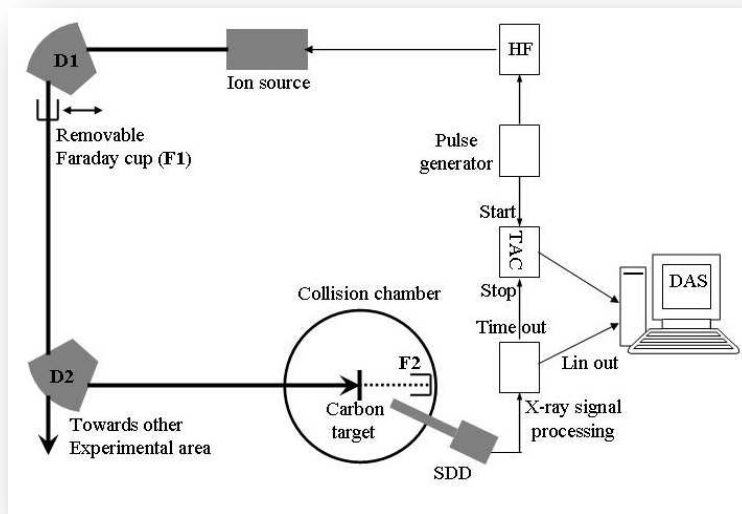 D1
Ion source
HF
Removable
Faraday cup (F1)
Pulse
generator
Start
TAC
Stop
DAS
Collision chamber
Time out
F2
Lin out
D2
Carbon
target
X-ray signal
processing
Towards other
Experimental area
SDD